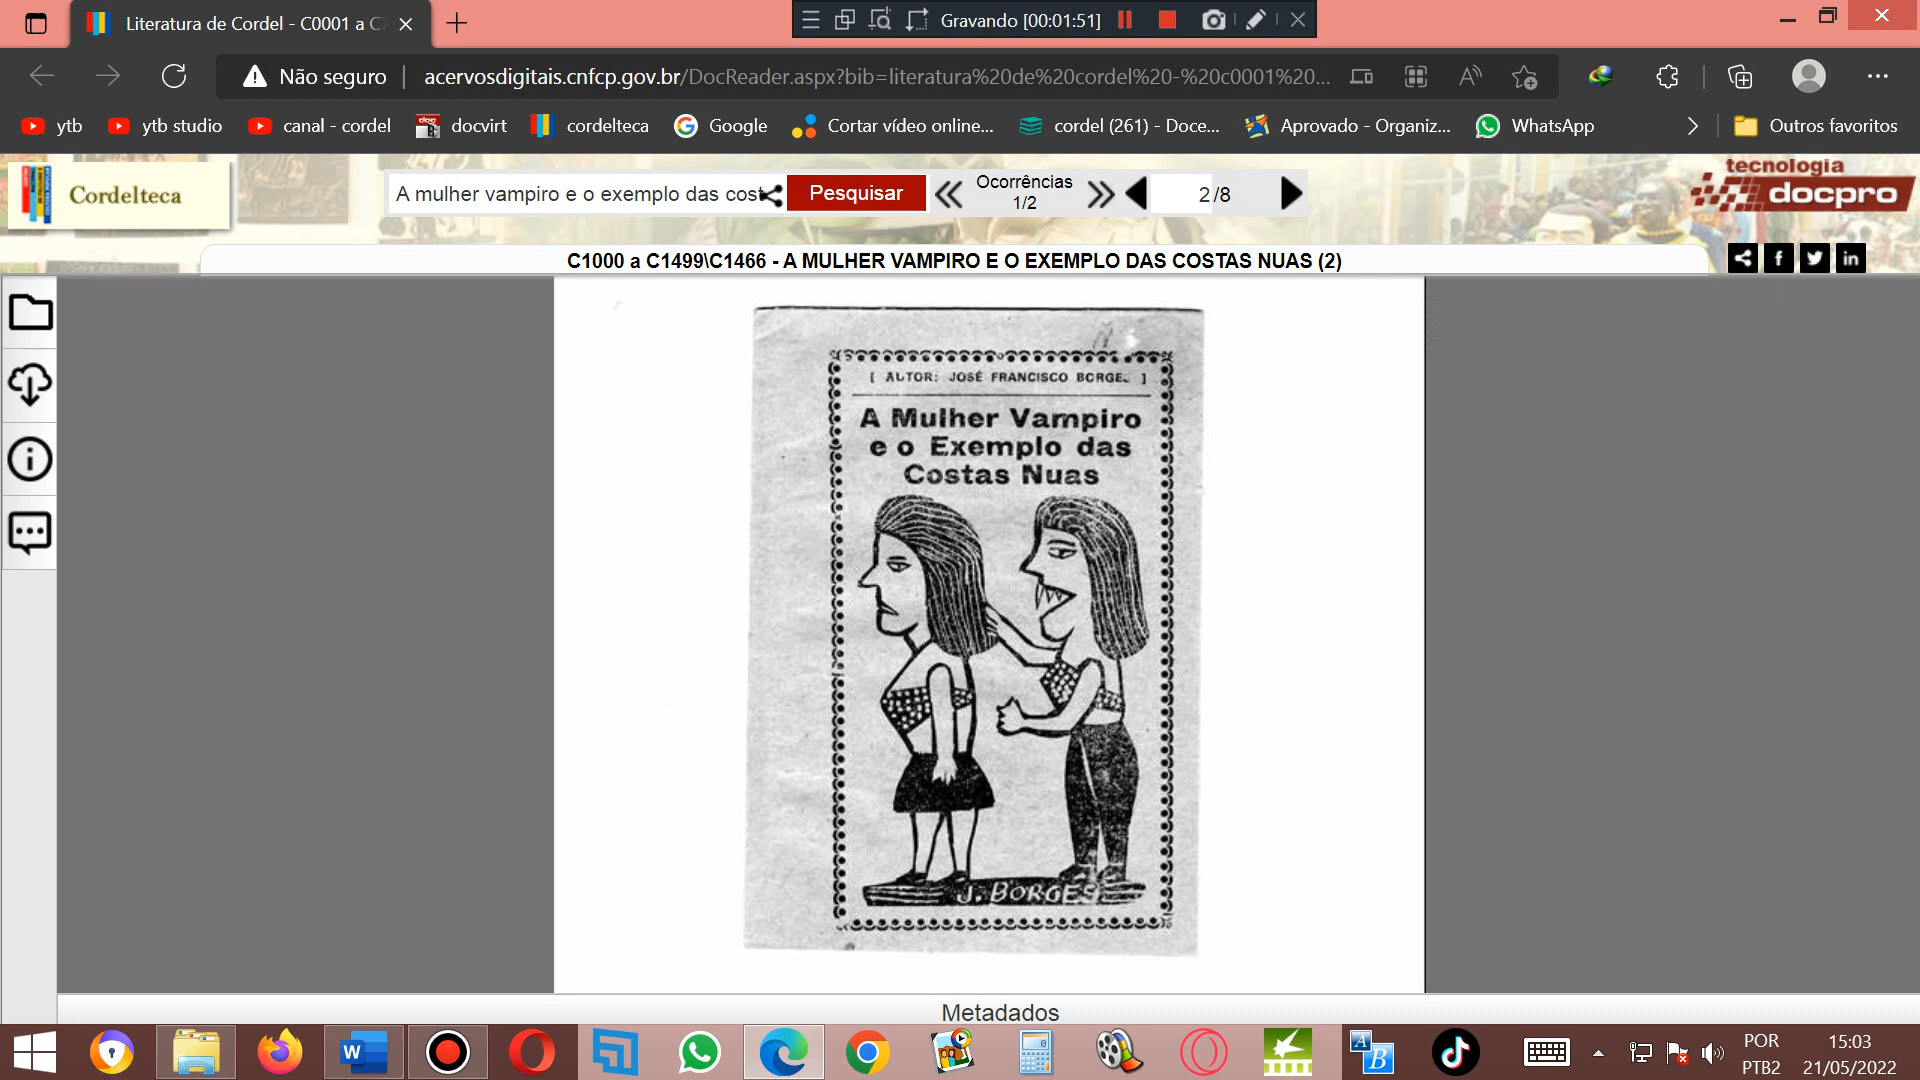 Literatura de Cordel - C0001 a C
Gravando [00:01:51]
Não seguro
acervosdigitais.cnfcp.gov.br/DocReader.aspx?bib=literatura%20de%20cordel%20-%20c0001%20...
ytb
ytb studio
canal - cordel
docvirt
cordelteca
Google
Cortar vídeo online...
cordel (261) - Doce...
Aprovado - Organiz...
WhatsApp
Outros favoritos
Cordelteca
A mulher vampiro e o exemplo das cost
Pesquisar
Ocorrências
1/2
2 /8
tecnologia
docpro
C1000 a C1499\C1466 - A MULHER VAMPIRO E O EXEMPLO DAS COSTAS NUAS (2)
[ AUTOR: JOSÉ FRANCISCO BORGES ]
A Mulher Vampiro
e o Exemplo das
Costas Nuas
J. BORGES
Metadados
POR
PTB2
15:03
21/05/2022